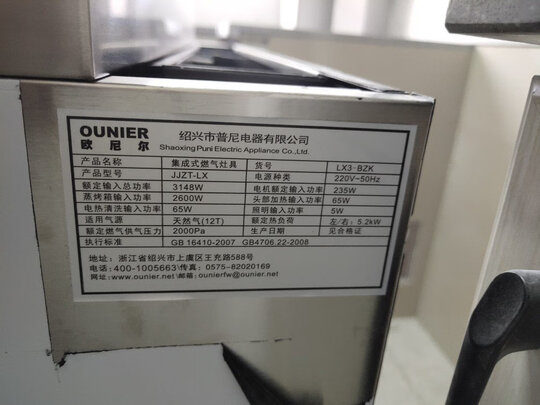 OUNIER
欧尼尔
绍兴市普尼电器有限公司
Shaoxing Puni Electric Appliance Co.,Ltd.
产品名称 集成式燃气灶具 货号 LX3-BZK
产品型号 JJZT-LX 电源种类 220V~50Hz
额定输入总功率 3148W 电机额定输入功率 235W
蒸烤箱输入功率 2600W 头部加热功率 65W
电热清洗输入功率 65W 照明输入功率 5W
适用气源 天然气(12T) 额定热负荷 左/右: 5.2kW
额定燃气供气压力 2000Pa 生产日期 见合格证
执行标准 GB 16410-2007 GB4706.22-2008
地址: 浙江省绍兴市上虞区王充路588号
电话: 400-1005663\传真: 0575-82020169
网址: www.ounier.net\邮箱: ounierfw@ounier.net